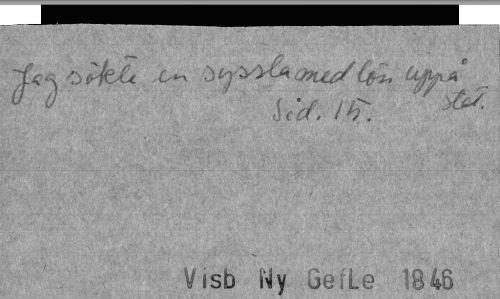 Jag sökte en syssla med lön uppå
stat.
Sid. 15.
Visb Ny GefLe 1846